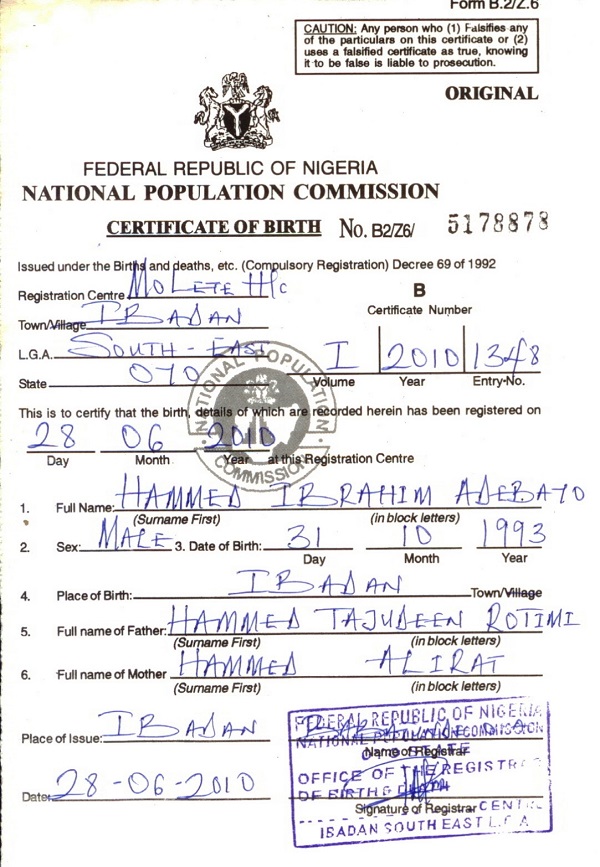 Form B.2/Z.6
CAUTION: Any person who (1) Falsifies any
of the particulars on this certificate or (2)
uses a falsified certificate as true, knowing
it to be false is liable to prosecution.
ORIGINAL
FEDERAL REPUBLIC OF NIGERIA
NATIONAL POPULATION COMMISSION
CERTIFICATE OF BIRTH No. B2/Z6/ 5178878
Issued under the Births and deaths, etc. (Compulsory Registration) Decree 69 of 1992
Registration Centre MOLETE H/C
B
Town/Village IBADAN
Certificate Number
L.G.A. SOUTH-EAST
I 2010 1348
State OYO
Volume Year Entry-No.
NATIONAL POPULATION COMMISSION
This is to certify that the birth, details of which are recorded herein has been registered on
28 06 2010
Day Month Year at this Registration Centre
1. Full Name: HAMMED IBRAHIM ADEBAYO
(Surname First) (in block letters)
2. Sex: MALE 3. Date of Birth: 31 10 1993
Day Month Year
4. Place of Birth: IBADAN Town/Village
5. Full name of Father: HAMMED TAJUDEEN ROTIMI
(Surname First) (in block letters)
6. Full name of Mother HAMMED ALIRAT
(Surname First) (in block letters)
Place of Issue: IBADAN
FEDERAL REPUBLIC OF NIGERIA
NATIONAL POPULATION COMMISSION
Name of Registrar
OFFICE OF THE REGISTRAR
OF BIRTHS
Date: 28-06-2010
Signature of Registrar
IBADAN SOUTH EAST L.G.A